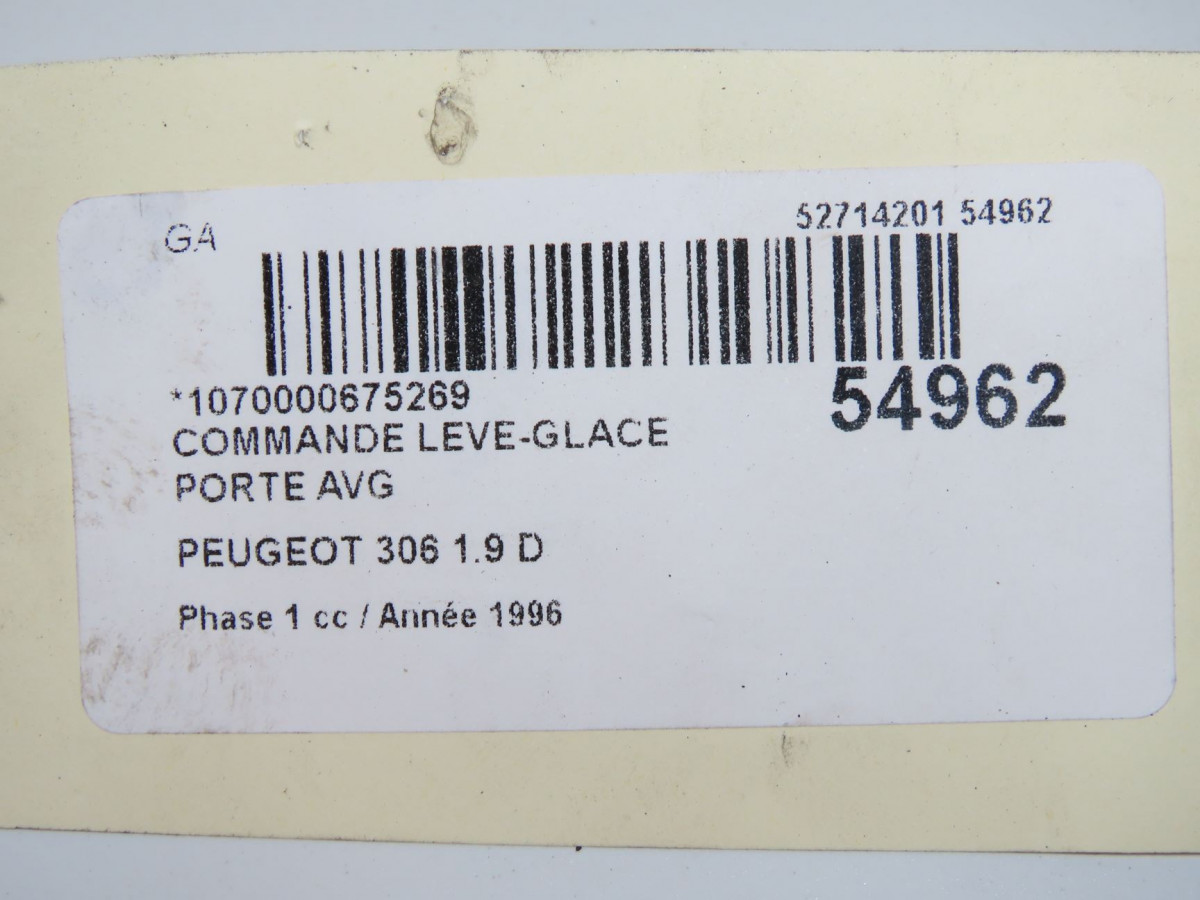 GA
52714201 54962
*1070000675269
54962
COMMANDE LEVE-GLACE
PORTE AVG
PEUGEOT 306 1.9 D
Phase 1 cc / Année 1996